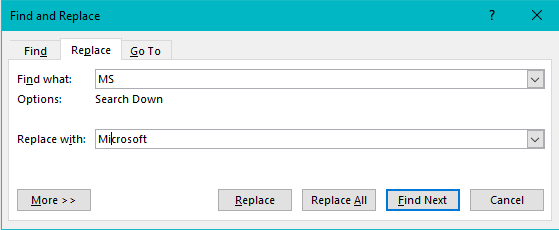 Find and Replace ? ×
Find Replace Go To
Find what: MS
Options: Search Down
Replace with: Microsoft
More >> Replace Replace All Find Next Cancel